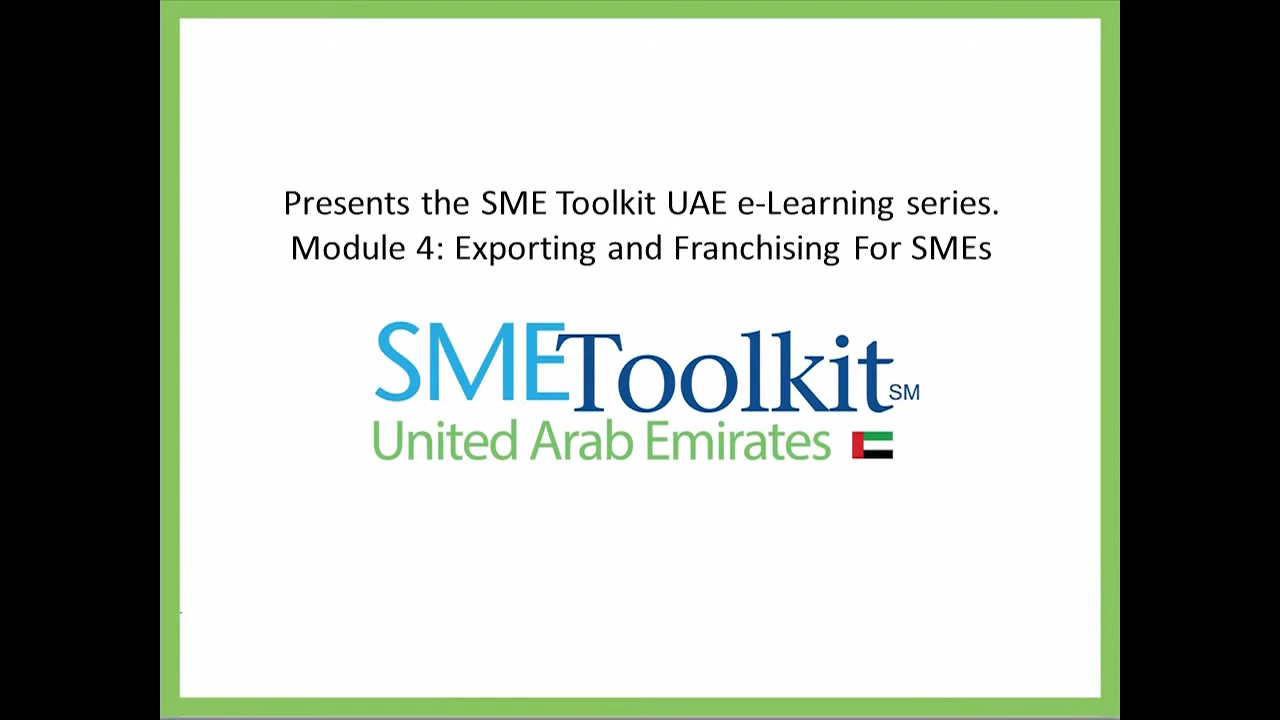 Presents the SME Toolkit UAE e-Learning series.
Module 4: Exporting and Franchising For SMEs
SMEToolkit SM
United Arab Emirates